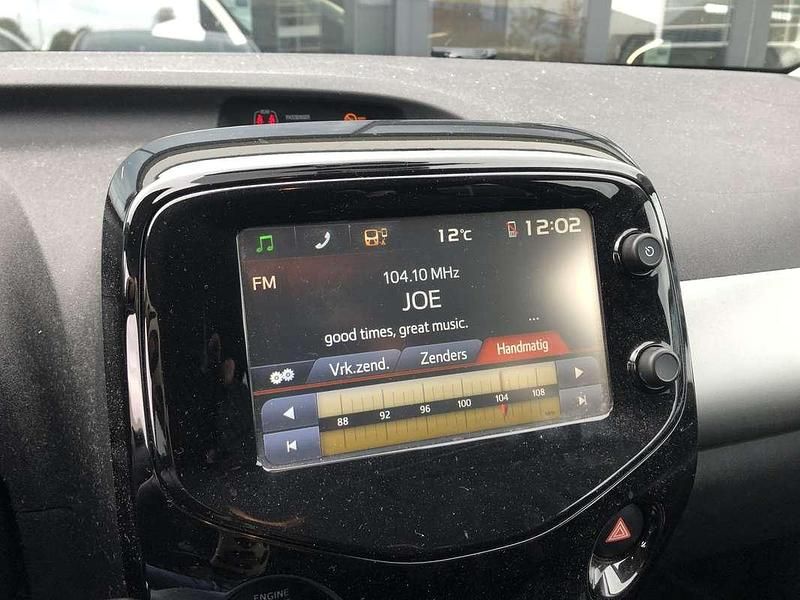 PASSENGER
12°C
12:02
FM
104.10 MHz
JOE
good times, great music.
...
Vrk.zend.
Zenders
Handmatig
88 92 96 100 104 108
ENGINE